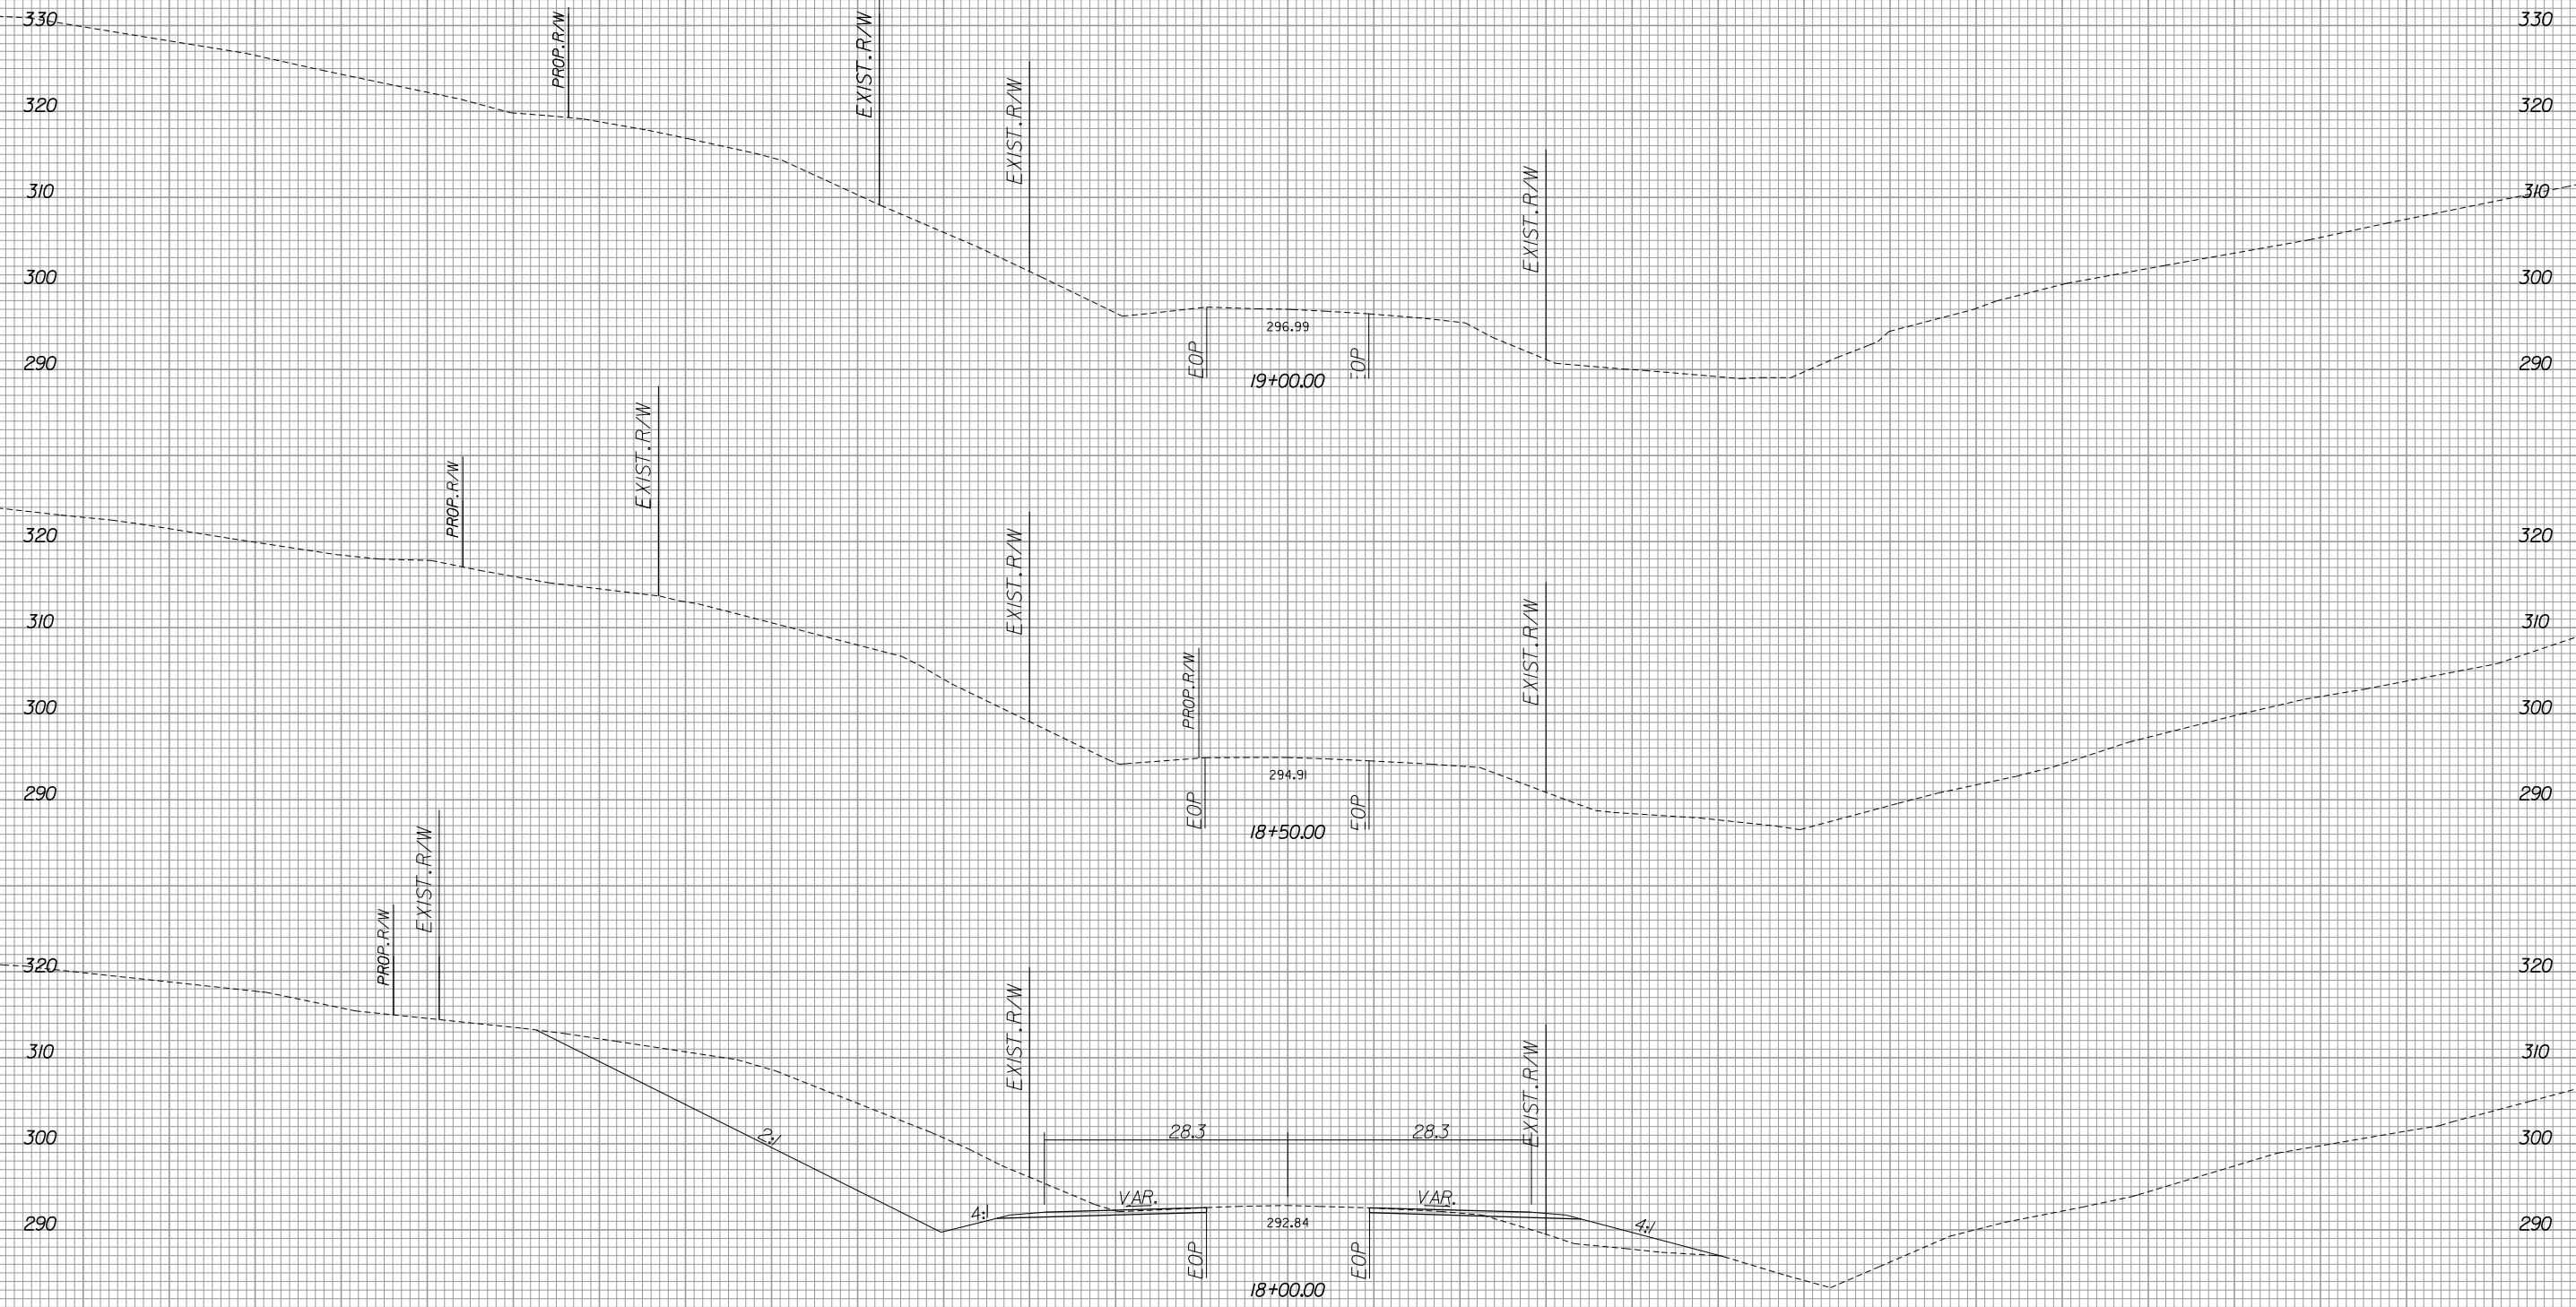 330 PROP. R/W EXIST. R/W 330
320 EXIST. R/W 320
310 EXIST. R/W 310
300 300
296.99
290 EOP EOP 290
19+00.00
EXIST. R/W
PROP. R/W
320 EXIST. R/W 320
310 EXIST. R/W 310
300 PROP. R/W 300
294.91
290 EOP EOP 290
18+50.00
EXIST. R/W
PROP. R/W
320 320
EXIST. R/W
310 EXIST. R/W 310
300 2:1 28.3 28.3 300
VAR. VAR.
290 4:1 292.84 4:1 290
EOP EOP
18+00.00